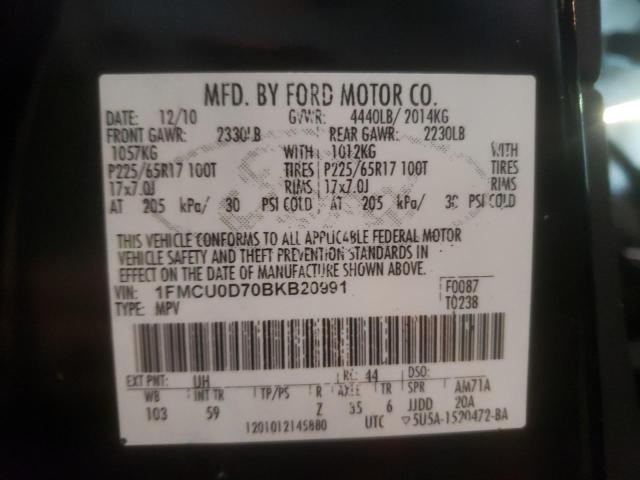 MFD. BY FORD MOTOR CO.
DATE: 12/10 GVWR: 4440LB/ 2014KG
FRONT GAWR: 2330LB REAR GAWR: 2230LB
1057KG WITH 1012KG WITH
P225/65R17 100T TIRES P225/65R17 100T TIRES
17x7.0J RIMS 17x7.0J RIMS
AT 205 kPa/ 30 PSI COLD AT 205 kPa/ 30 PSI COLD
THIS VEHICLE CONFORMS TO ALL APPLICABLE FEDERAL MOTOR
VEHICLE SAFETY AND THEFT PREVENTION STANDARDS IN
EFFECT ON THE DATE OF MANUFACTURE SHOWN ABOVE.
VIN: 1FMCU0D70BKB20991 F0087
TYPE: MPV T0238
EXT PNT: UH RC: 44 DSO:
WB INT TR TP/PS R AXLE TR SPR AM71A
103 59 Z 35 6 JJDD 20A
1201012145880 UTC 5U5A-1520472-BA